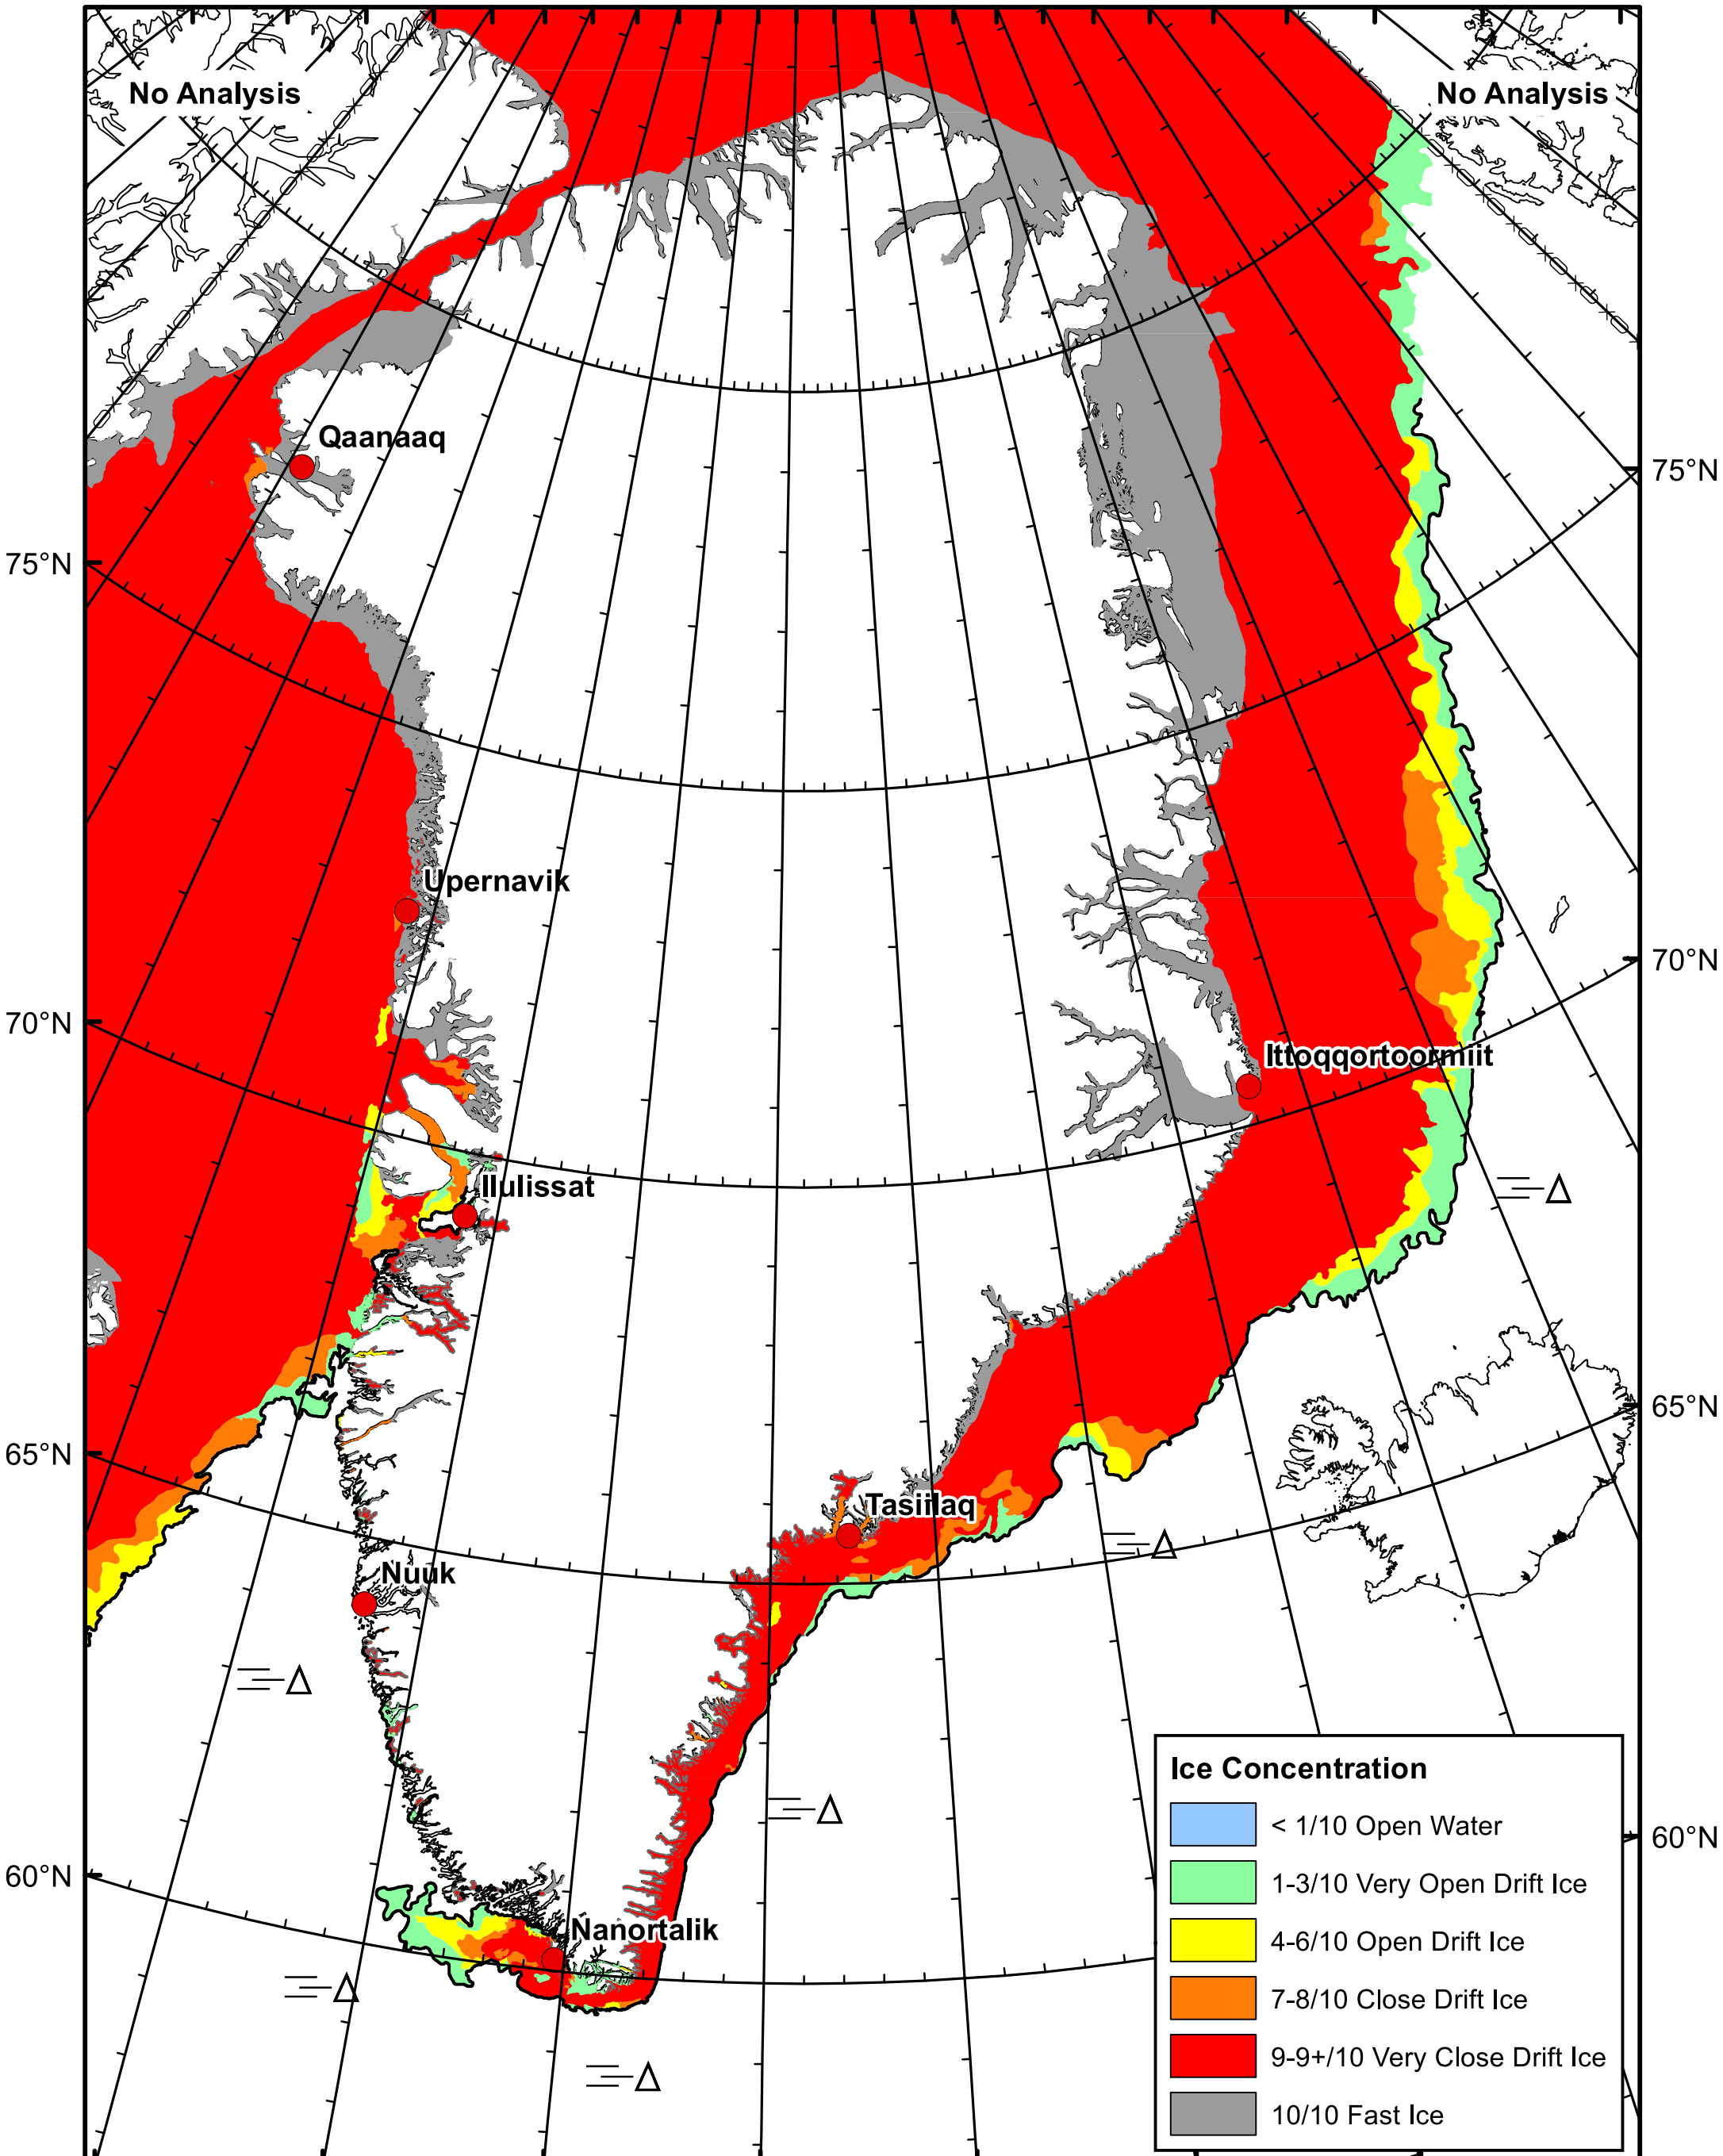 No Analysis
No Analysis
Qaanaaq
75°N
75°N
Upernavik
70°N
70°N
Ittoqqortoormiit
Ilulissat
65°N
65°N
Tasiilaq
Nuuk
60°N
60°N
Nanortalik
Ice Concentration
< 1/10 Open Water
1-3/10 Very Open Drift Ice
4-6/10 Open Drift Ice
7-8/10 Close Drift Ice
9-9+/10 Very Close Drift Ice
10/10 Fast Ice